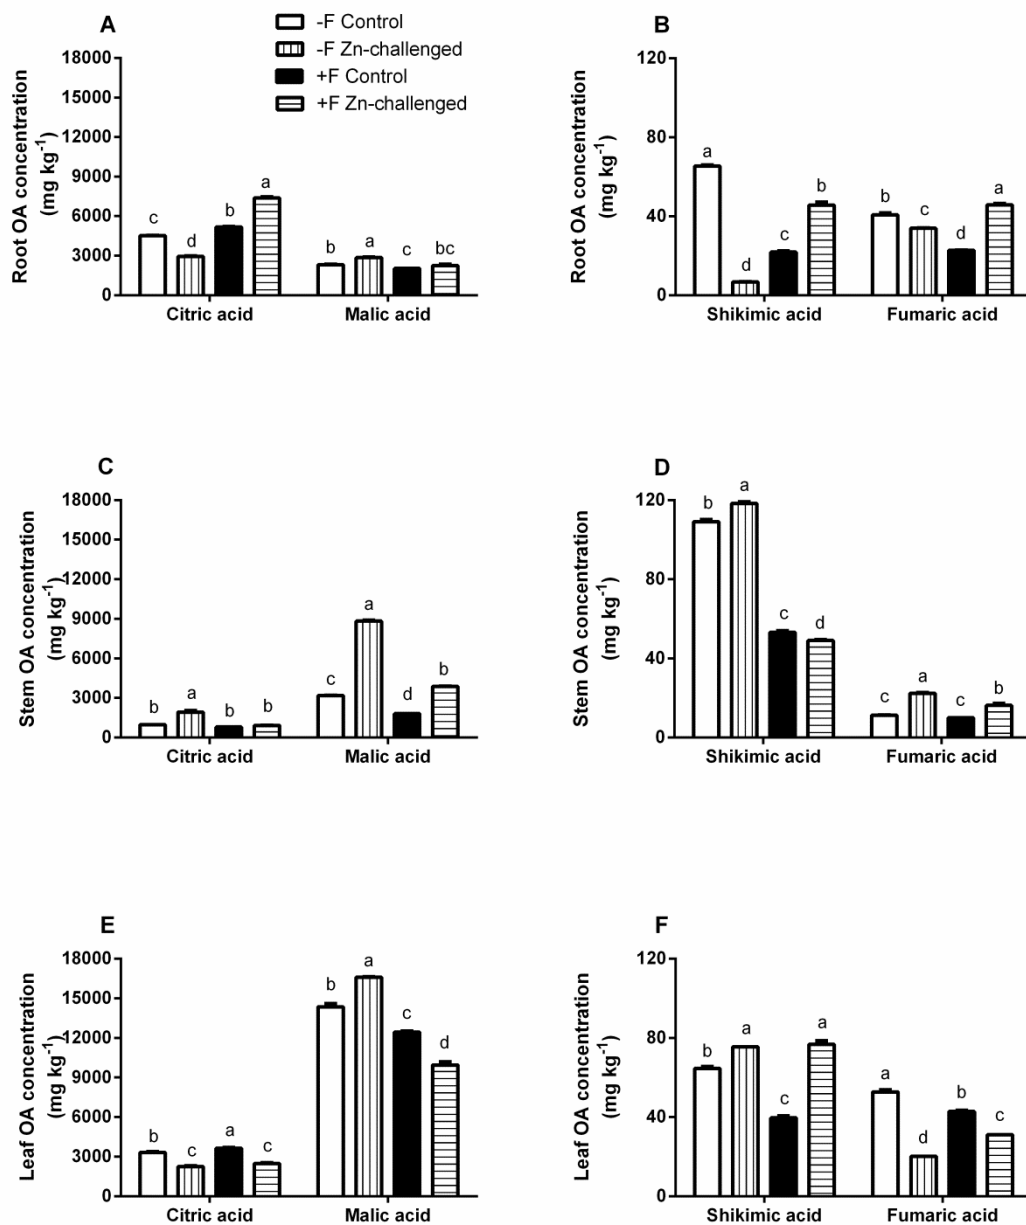 A
-F Control
-F Zn-challenged
+F Control
+F Zn-challenged
Root OA concentration
(mg kg⁻¹)
18000
15000
12000
9000
6000
3000
0
c
d
b
a
b
a
c
bc
Citric acid
Malic acid
B
Root OA concentration
(mg kg⁻¹)
120
80
40
0
a
d
c
b
b
c
d
a
Shikimic acid
Fumaric acid
C
Stem OA concentration
(mg kg⁻¹)
18000
15000
12000
9000
6000
3000
0
b
a
b
b
c
a
d
b
Citric acid
Malic acid
D
Stem OA concentration
(mg kg⁻¹)
120
80
40
0
b
a
c
d
c
a
c
b
Shikimic acid
Fumaric acid
E
Leaf OA concentration
(mg kg⁻¹)
18000
15000
12000
9000
6000
3000
0
b
c
a
c
b
a
c
d
Citric acid
Malic acid
F
Leaf OA concentration
(mg kg⁻¹)
120
80
40
0
b
a
c
a
a
d
b
c
Shikimic acid
Fumaric acid